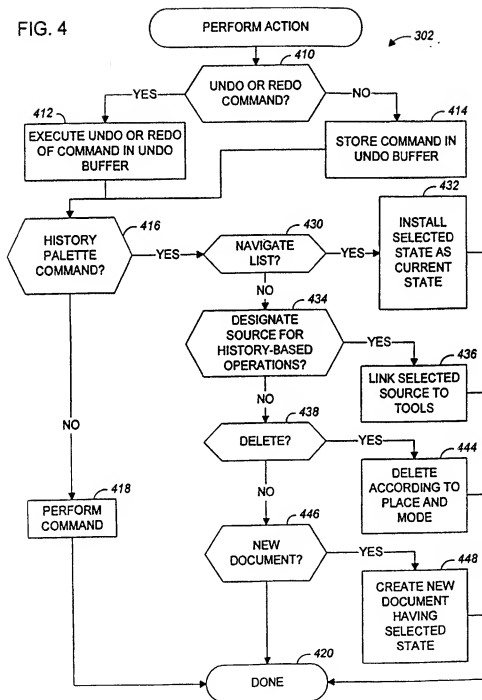 FIG. 4
PERFORM ACTION
302
410
UNDO OR REDO
COMMAND?
YES
NO
412
EXECUTE UNDO OR REDO
OF COMMAND IN UNDO
BUFFER
414
STORE COMMAND IN
UNDO BUFFER
416
HISTORY
PALETTE
COMMAND?
YES
430
NAVIGATE
LIST?
YES
432
INSTALL
SELECTED
STATE AS
CURRENT
STATE
NO
434
DESIGNATE
SOURCE FOR
HISTORY-BASED
OPERATIONS?
YES
436
LINK SELECTED
SOURCE TO
TOOLS
NO
438
DELETE?
YES
444
DELETE
ACCORDING TO
PLACE AND
MODE
NO
NO
418
PERFORM
COMMAND
446
NEW
DOCUMENT?
YES
448
CREATE NEW
DOCUMENT
HAVING
SELECTED
STATE
420
DONE